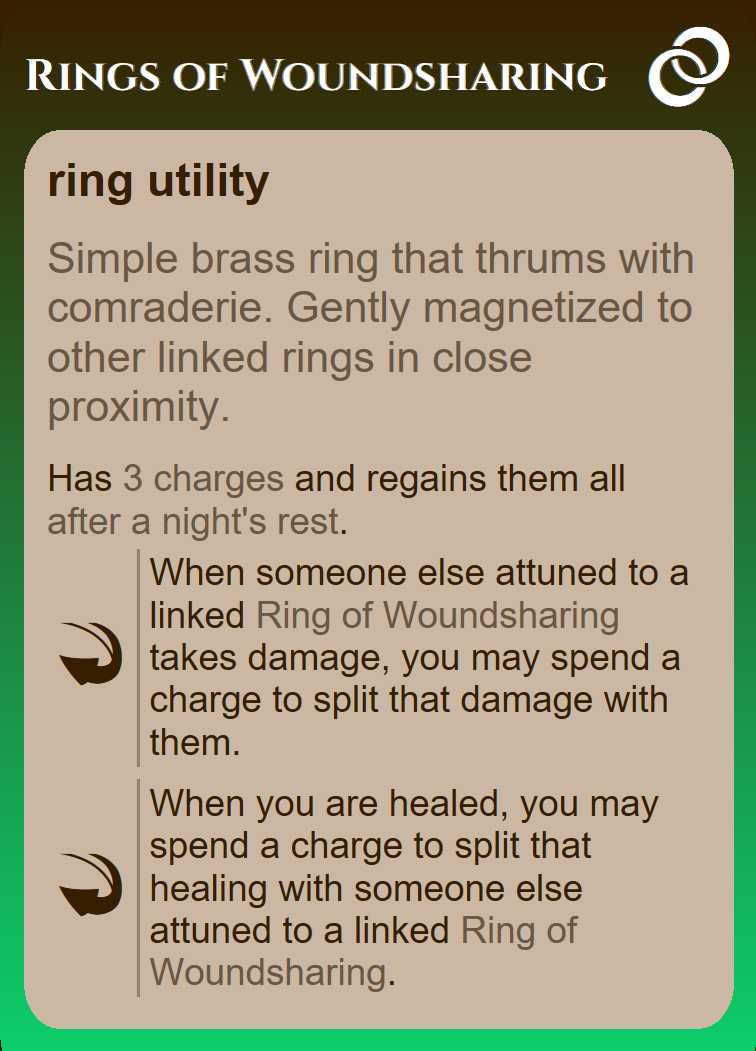 Rings of Woundsharing
ring utility
Simple brass ring that thrums with
comraderie. Gently magnetized to
other linked rings in close
proximity.
Has 3 charges and regains them all
after a night's rest.
When someone else attuned to a
linked Ring of Woundsharing
takes damage, you may spend a
charge to split that damage with
them.
When you are healed, you may
spend a charge to split that
healing with someone else
attuned to a linked Ring of
Woundsharing.